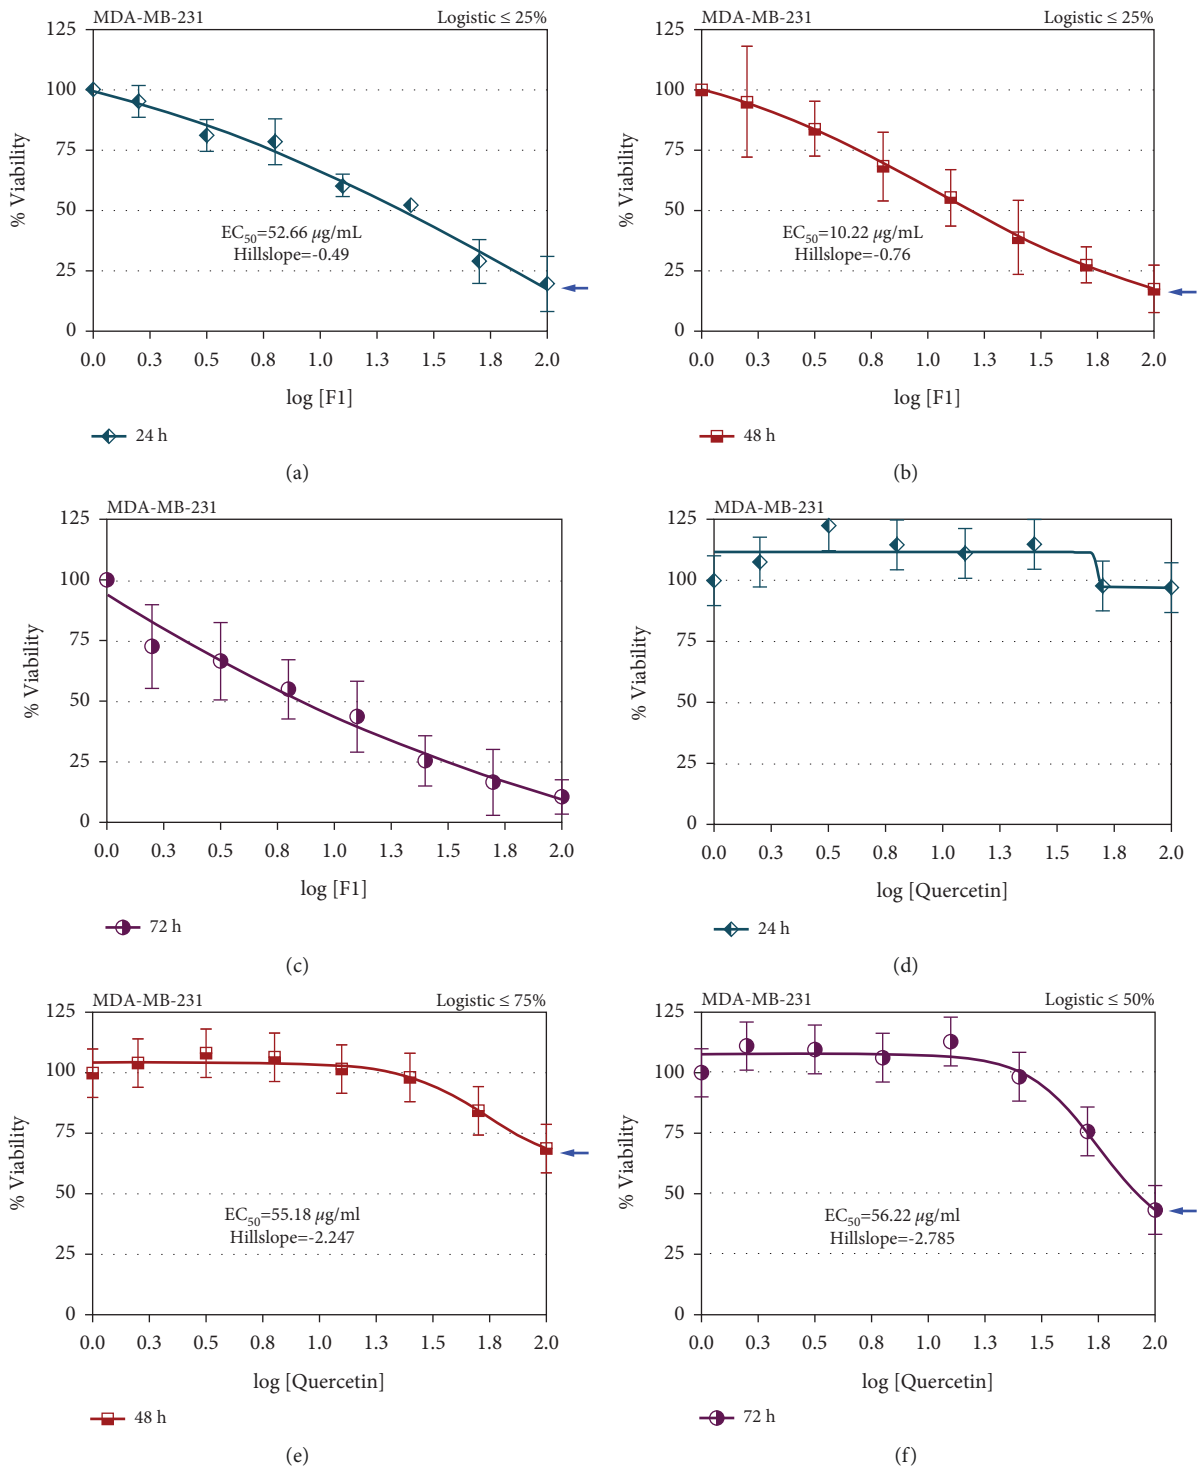 MDA-MB-231 Logistic ≤ 25%
125
100
75
50
25
0
% Viability
EC50=52.66 µg/mL
Hillslope=-0.49
0.0 0.3 0.5 0.8 1.0 1.3 1.5 1.8 2.0
log [F1]
24 h
(a)
MDA-MB-231 Logistic ≤ 25%
125
100
75
50
25
0
% Viability
EC50=10.22 µg/mL
Hillslope=-0.76
0.0 0.3 0.5 0.8 1.0 1.3 1.5 1.8 2.0
log [F1]
48 h
(b)
MDA-MB-231
125
100
75
50
25
0
% Viability
0.0 0.3 0.5 0.8 1.0 1.3 1.5 1.8 2.0
log [F1]
72 h
(c)
MDA-MB-231
125
100
75
50
25
0
% Viability
0.0 0.3 0.5 0.8 1.0 1.3 1.5 1.8 2.0
log [Quercetin]
24 h
(d)
MDA-MB-231 Logistic ≤ 75%
125
100
75
50
25
0
% Viability
EC50=55.18 µg/ml
Hillslope=-2.247
0.0 0.3 0.5 0.8 1.0 1.3 1.5 1.8 2.0
log [Quercetin]
48 h
(e)
MDA-MB-231 Logistic ≤ 50%
125
100
75
50
25
0
% Viability
EC50=56.22 µg/ml
Hillslope=-2.785
0.0 0.3 0.5 0.8 1.0 1.3 1.5 1.8 2.0
log [Quercetin]
72 h
(f)